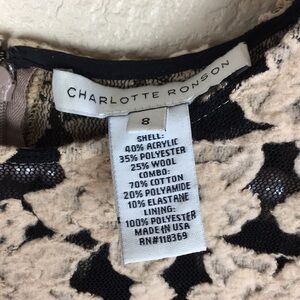 CHARLOTTE RONSON
8
SHELL:
40% ACRYLIC
35% POLYESTER
25% WOOL
COMBO:
70% COTTON
20% POLYAMIDE
10% ELASTANE
LINING:
100% POLYESTER
MADE IN USA
RN#118369